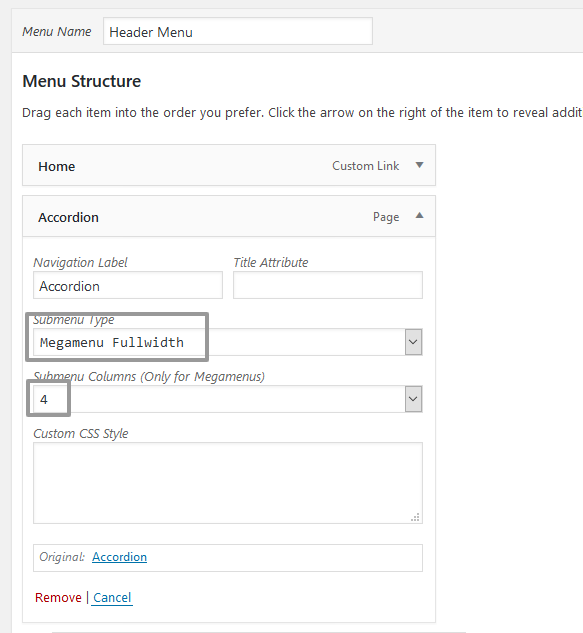 Menu Name Header Menu
Menu Structure
Drag each item into the order you prefer. Click the arrow on the right of the item to reveal addit
Home Custom Link
Accordion Page
Navigation Label Title Attribute
Accordion
Submenu Type
Megamenu Fullwidth
Submenu Columns (Only for Megamenus)
4
Custom CSS Style
Original: Accordion
Remove | Cancel